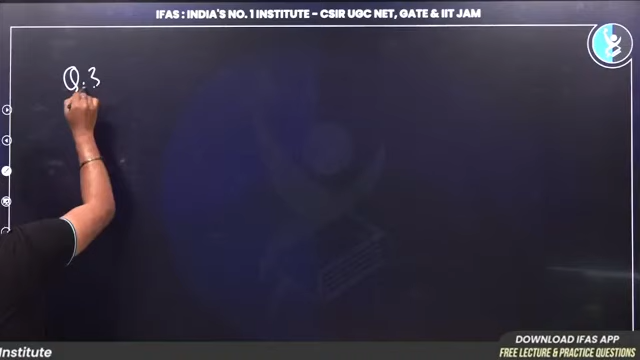 IFAS : INDIA'S NO. 1 INSTITUTE - CSIR UGC NET, GATE & IIT JAM
Q.3
DOWNLOAD IFAS APP
Institute
FREE LECTURE & PRACTICE QUESTIONS